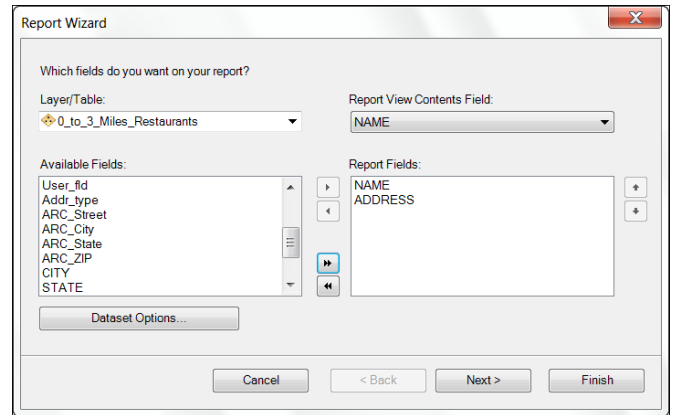 Report Wizard
X
Which fields do you want on your report?
Layer/Table:
Report View Contents Field:
0_to_3_Miles_Restaurants
NAME
Available Fields:
Report Fields:
User_fld
Addr_type
ARC_Street
ARC_City
ARC_State
ARC_ZIP
CITY
STATE
NAME
ADDRESS
Dataset Options...
Cancel
< Back
Next >
Finish